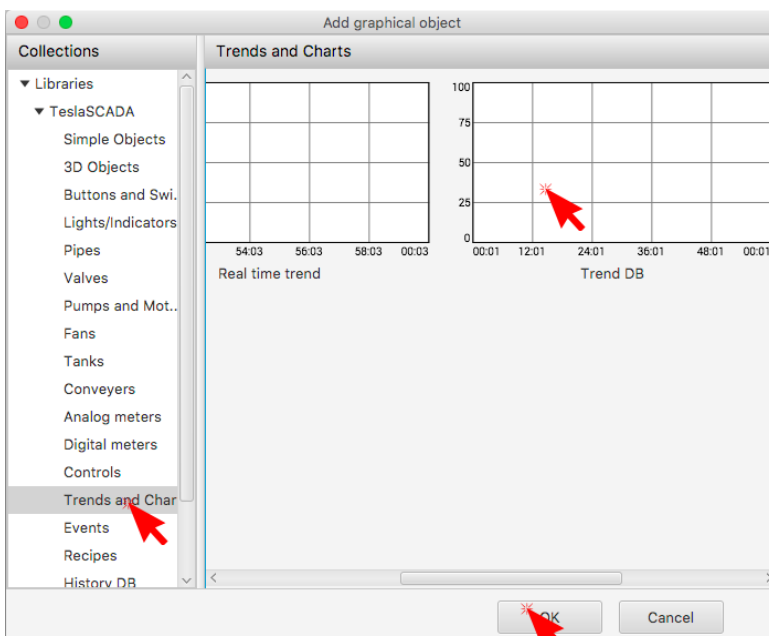 Add graphical object
Collections
Trends and Charts
Libraries
TeslaSCADA
Simple Objects
3D Objects
Buttons and Swi.
Lights/Indicators
Pipes
Valves
Pumps and Mot..
Fans
Tanks
Conveyers
Analog meters
Digital meters
Controls
Trends and Char
Events
Recipes
History DB
54:03 56:03 58:03 00:03
Real time trend
100
75
50
25
0
00:01 12:01 24:01 36:01 48:01 00:01
Trend DB
OK
Cancel